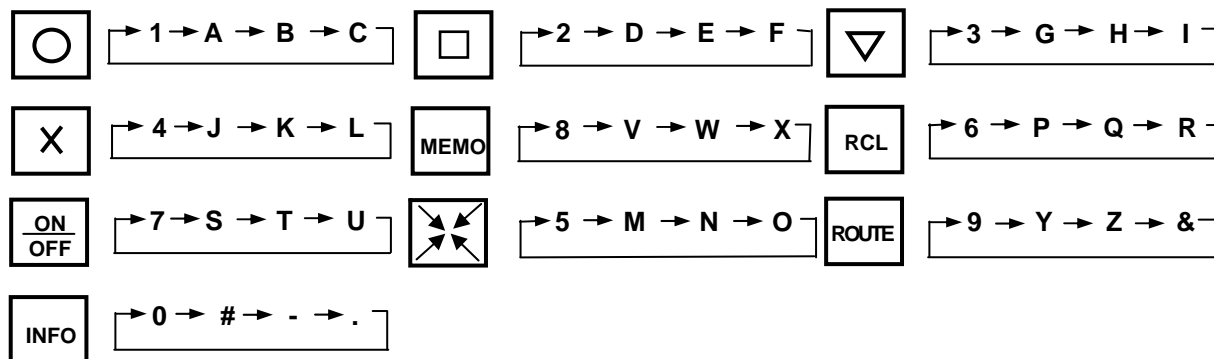 1 A B C 2 D E F 3 G H I
4 J K L MEMO 8 V W X RCL 6 P Q R
ON
OFF 7 S T U 5 M N O ROUTE 9 Y Z &
INFO 0 # - .